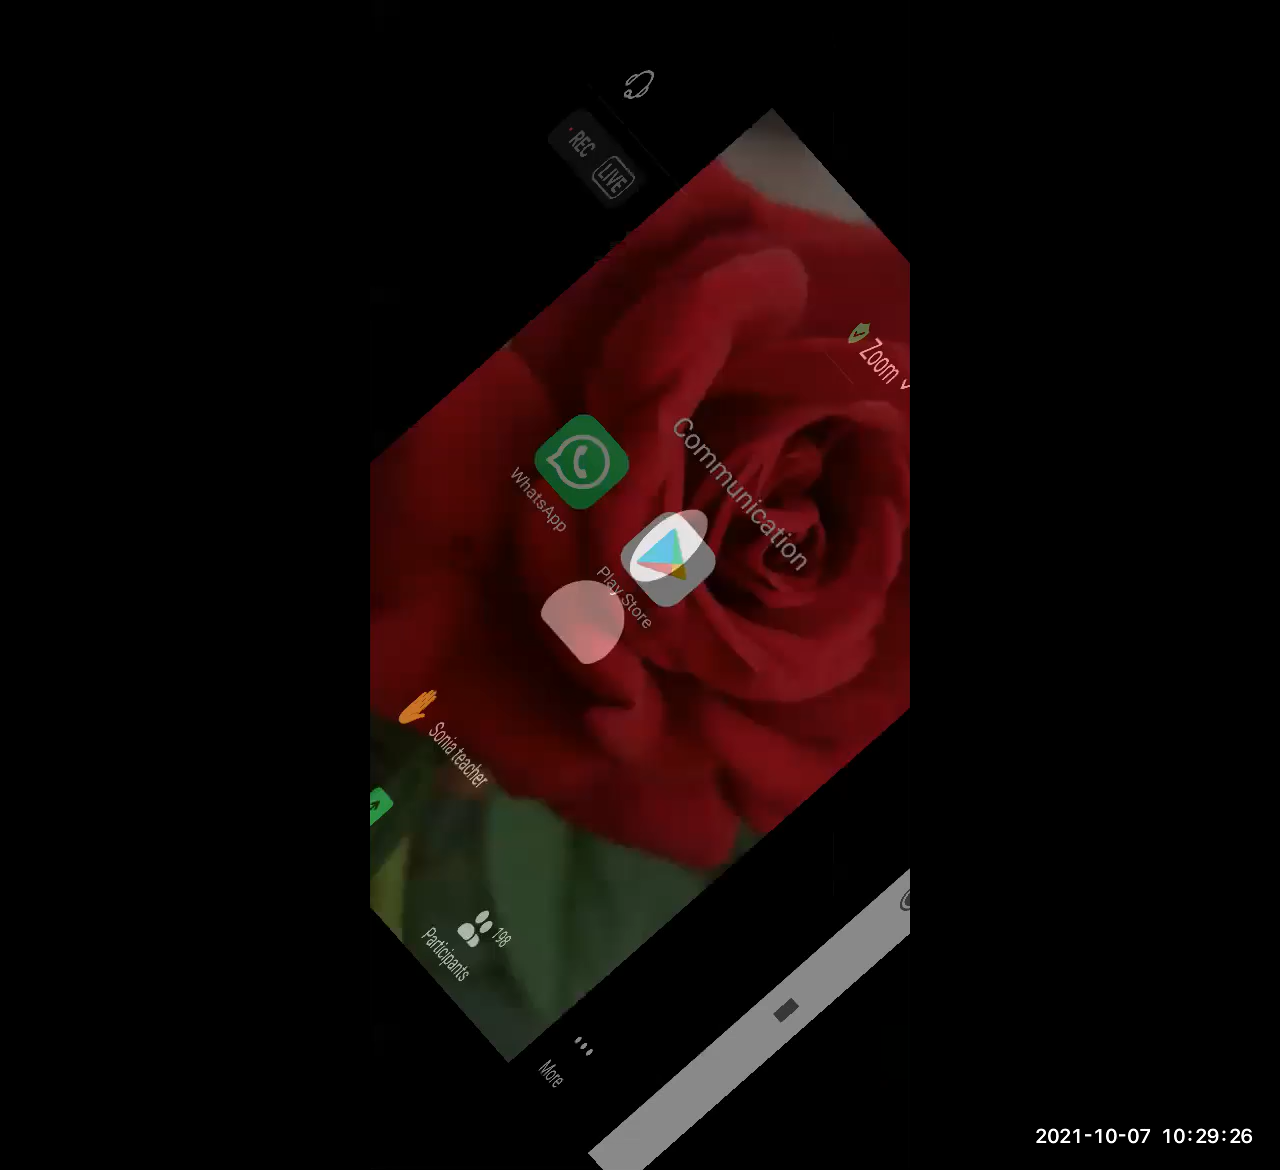 REC
LIVE
Zoom
Communication
WhatsApp
Play Store
Sonia teacher
198
Participants
More
2021-10-07 10:29:26